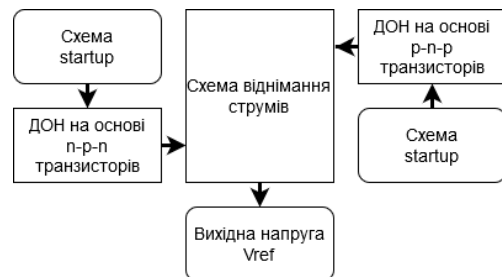 Схема
startup
ДОН на основі
n-p-n
транзисторів
Схема віднімання
струмів
ДОН на основі
p-n-p
транзисторів
Схема
startup
Вихідна напруга
Vref